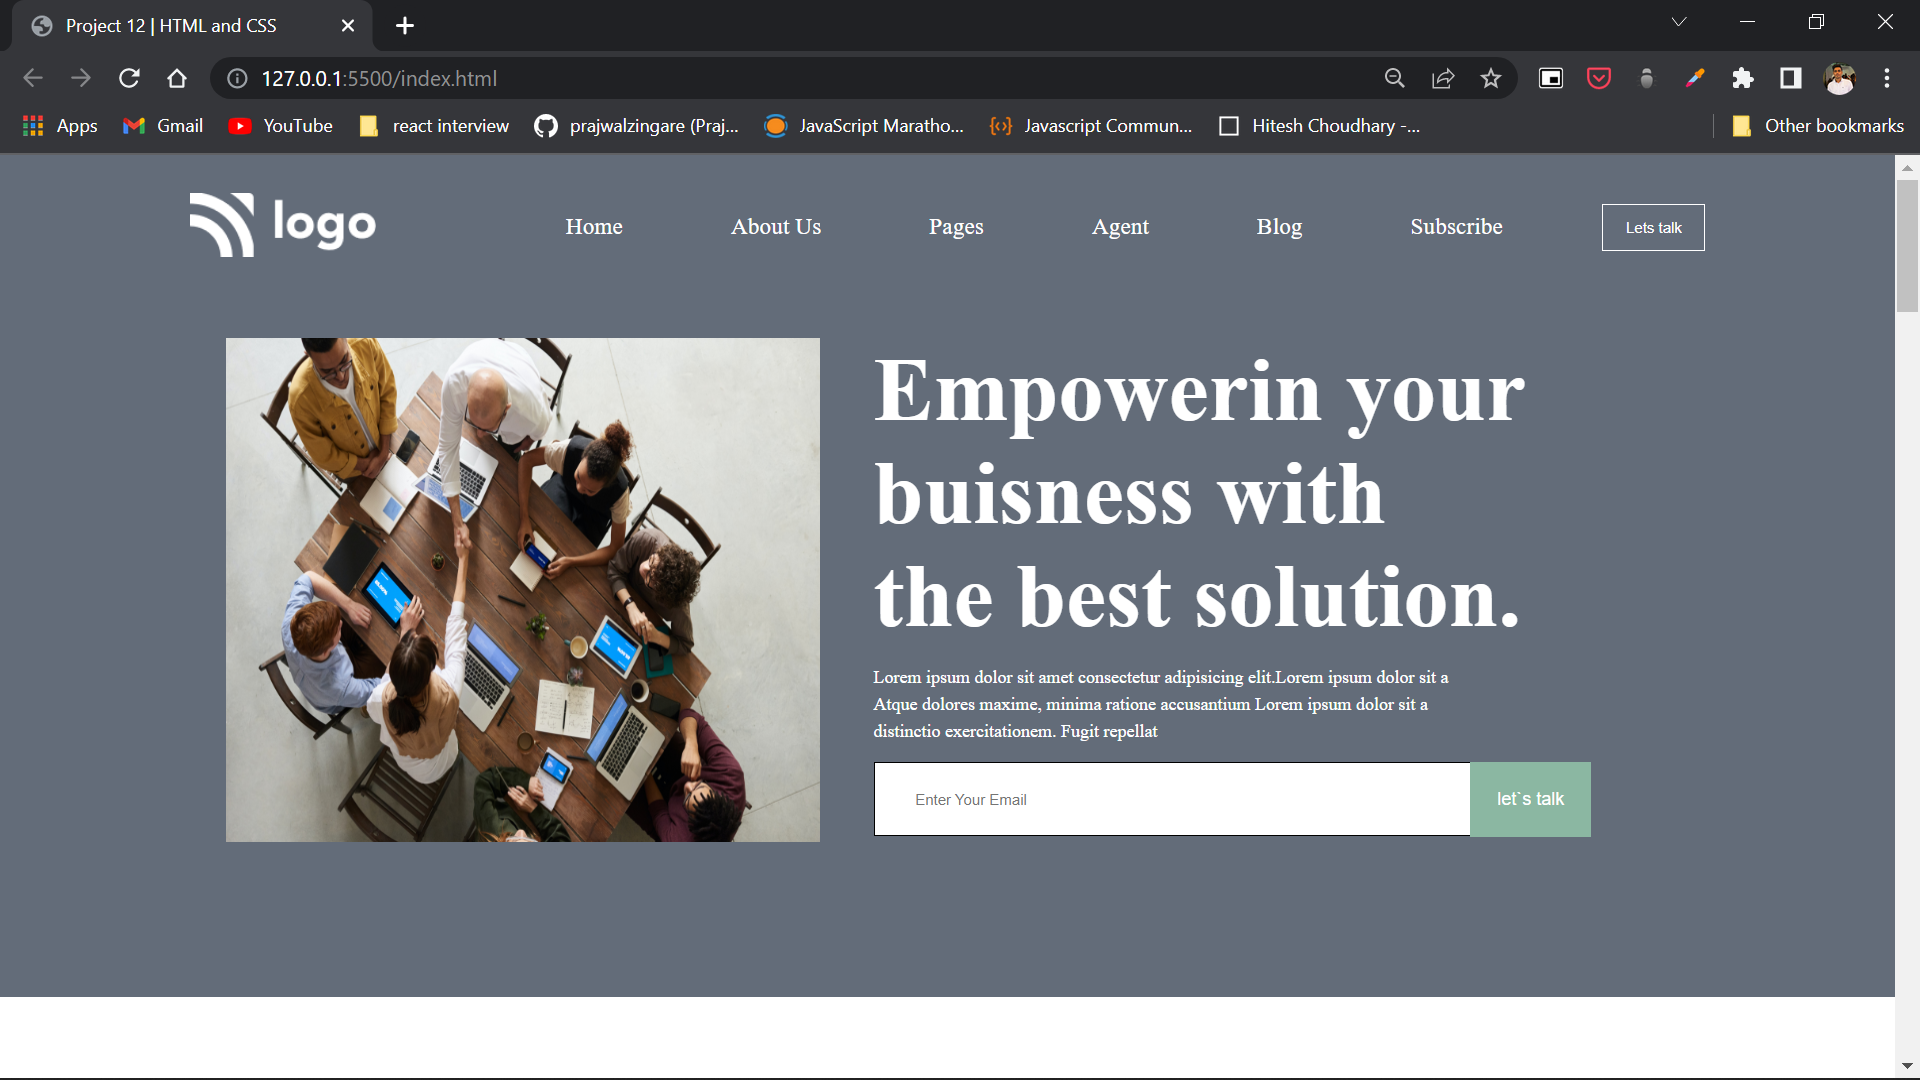 Project 12 | HTML and CSS
127.0.0.1:5500/index.html
Apps Gmail YouTube react interview prajwalzingare (Praj... JavaScript Maratho... Javascript Commun... Hitesh Choudhary -... Other bookmarks
logo Home About Us Pages Agent Blog Subscribe Lets talk
Empowerin your
buisness with
the best solution.
Lorem ipsum dolor sit amet consectetur adipisicing elit.Lorem ipsum dolor sit a
Atque dolores maxime, minima ratione accusantium Lorem ipsum dolor sit a
distinctio exercitationem. Fugit repellat
Enter Your Email let`s talk